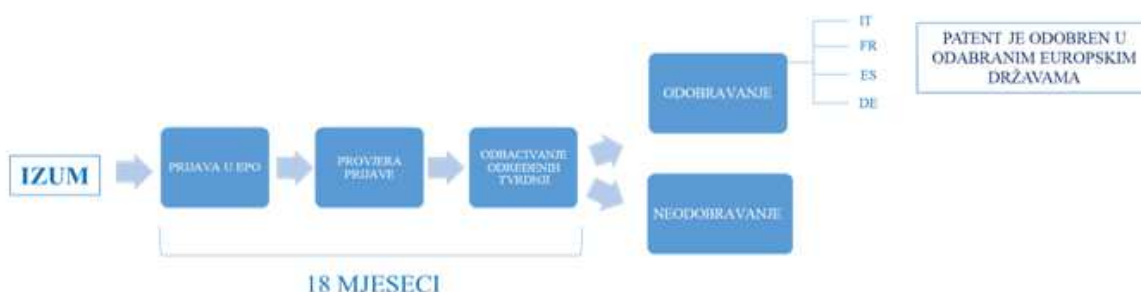 IZUM
PRIJAVA U EPO
PROVJERA
PRIJAVE
ODBACIVANJE
ODREĐENIH
TVRDNJI
18 MJESECI
ODOBRAVANJE
NEODOBRAVANJE
IT
FR
ES
DE
PATENT JE ODOBREN U
ODABRANIM EUROPSKIM
DRŽAVAMA